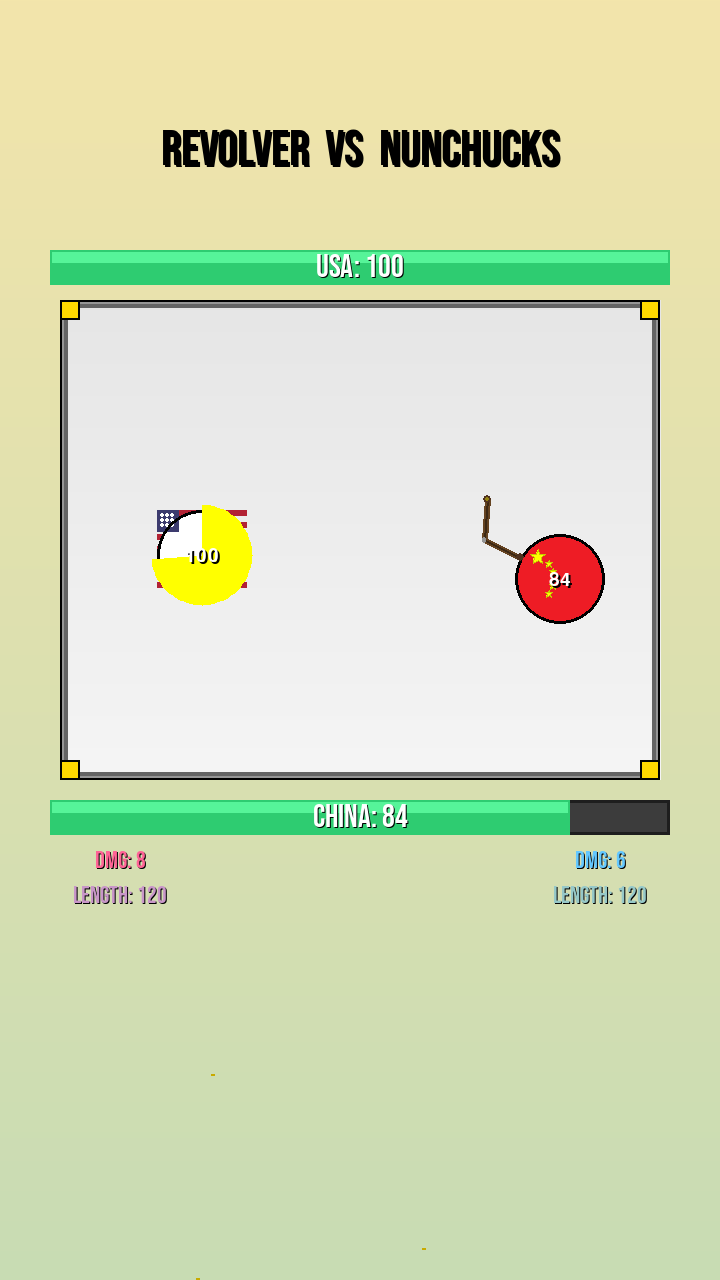 REVOLVER VS NUNCHUCKS
USA: 100
100
84
CHINA: 84
DMG: 8
DMG: 6
LENGTH: 120
LENGTH: 120